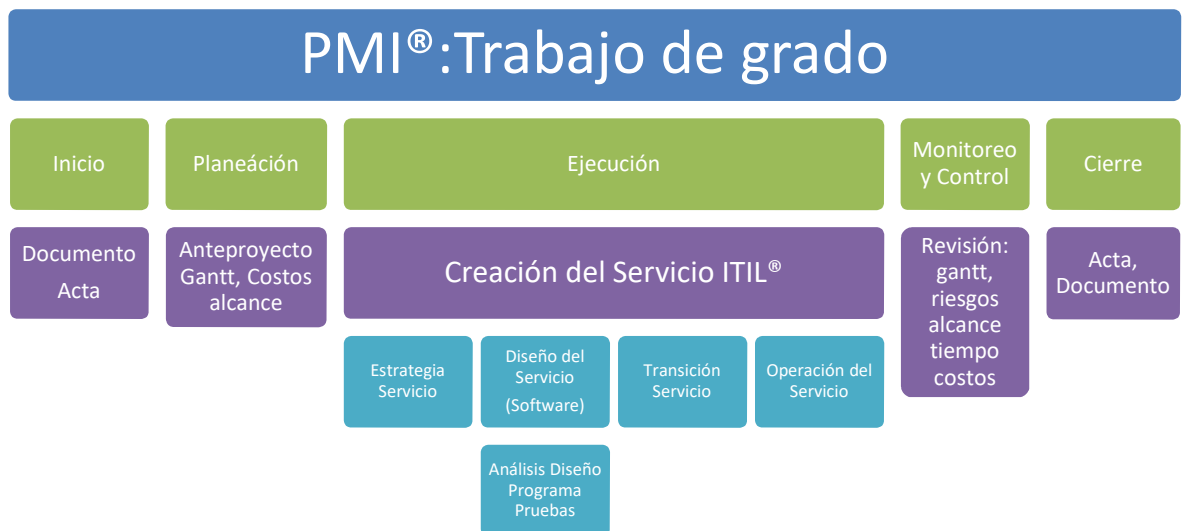 PMI®:Trabajo de grado
Inicio
Planeáción
Ejecución
Monitoreo
y Control
Cierre
Documento
Acta
Anteproyecto
Gantt, Costos
alcance
Creación del Servicio ITIL®
Revisión:
gantt,
riesgos
alcance
tiempo
costos
Acta,
Documento
Estrategia
Servicio
Diseño del
Servicio
(Software)
Transición
Servicio
Operación del
Servicio
Análisis Diseño
Programa
Pruebas